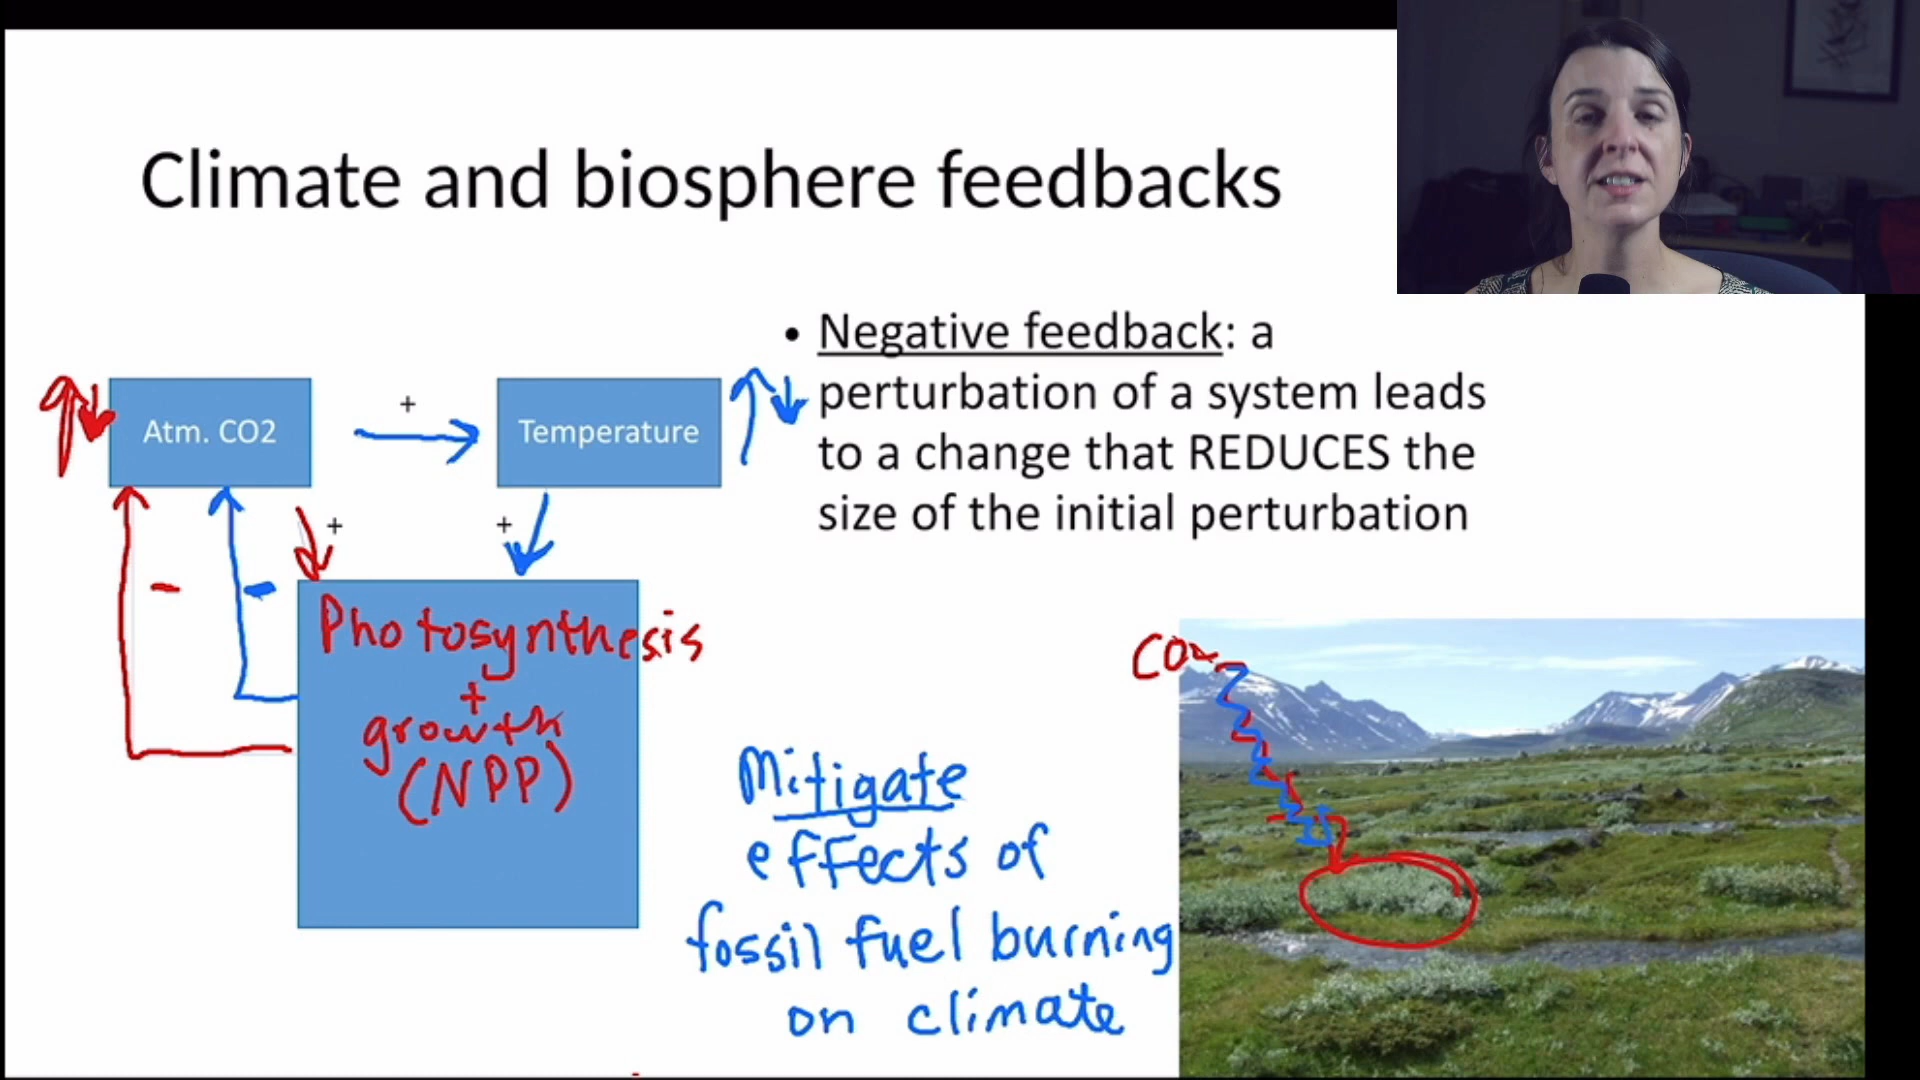 Climate and biosphere feedbacks
• Negative feedback: a
perturbation of a system leads
to a change that REDUCES the
size of the initial perturbation
Atm. CO2
+
Temperature
+
+
-
-
Photosynthesis
+
growth
(NPP)
Mitigate
effects of
fossil fuel burning
on climate
CO2